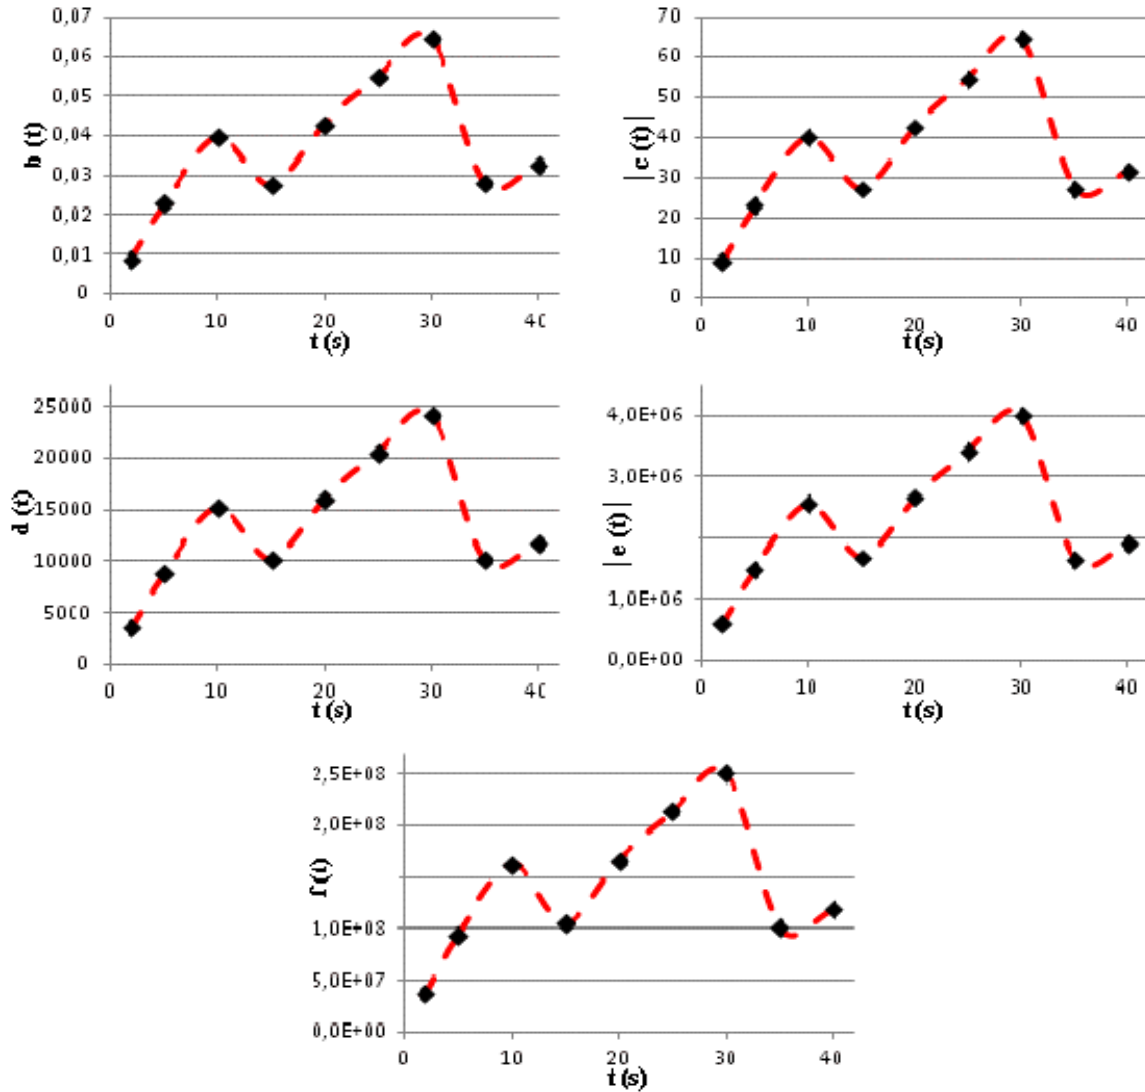 0,07
0,06
0,05
0,04
0,03
0,02
0,01
0
b (t)
0 10 20 30 40
t (s)
70
60
50
40
30
20
10
0
|c (t)|
0 10 20 30 40
t (s)
25000
20000
15000
10000
5000
0
d (t)
0 10 20 30 40
t (s)
4,0E+06
3,0E+06
1,0E+06
0,0E+00
|e (t)|
0 10 20 30 40
t (s)
2,5E+08
2,0E+08
1,0E+08
5,0E+07
0,0E+00
f (t)
0 10 20 30 40
t (s)